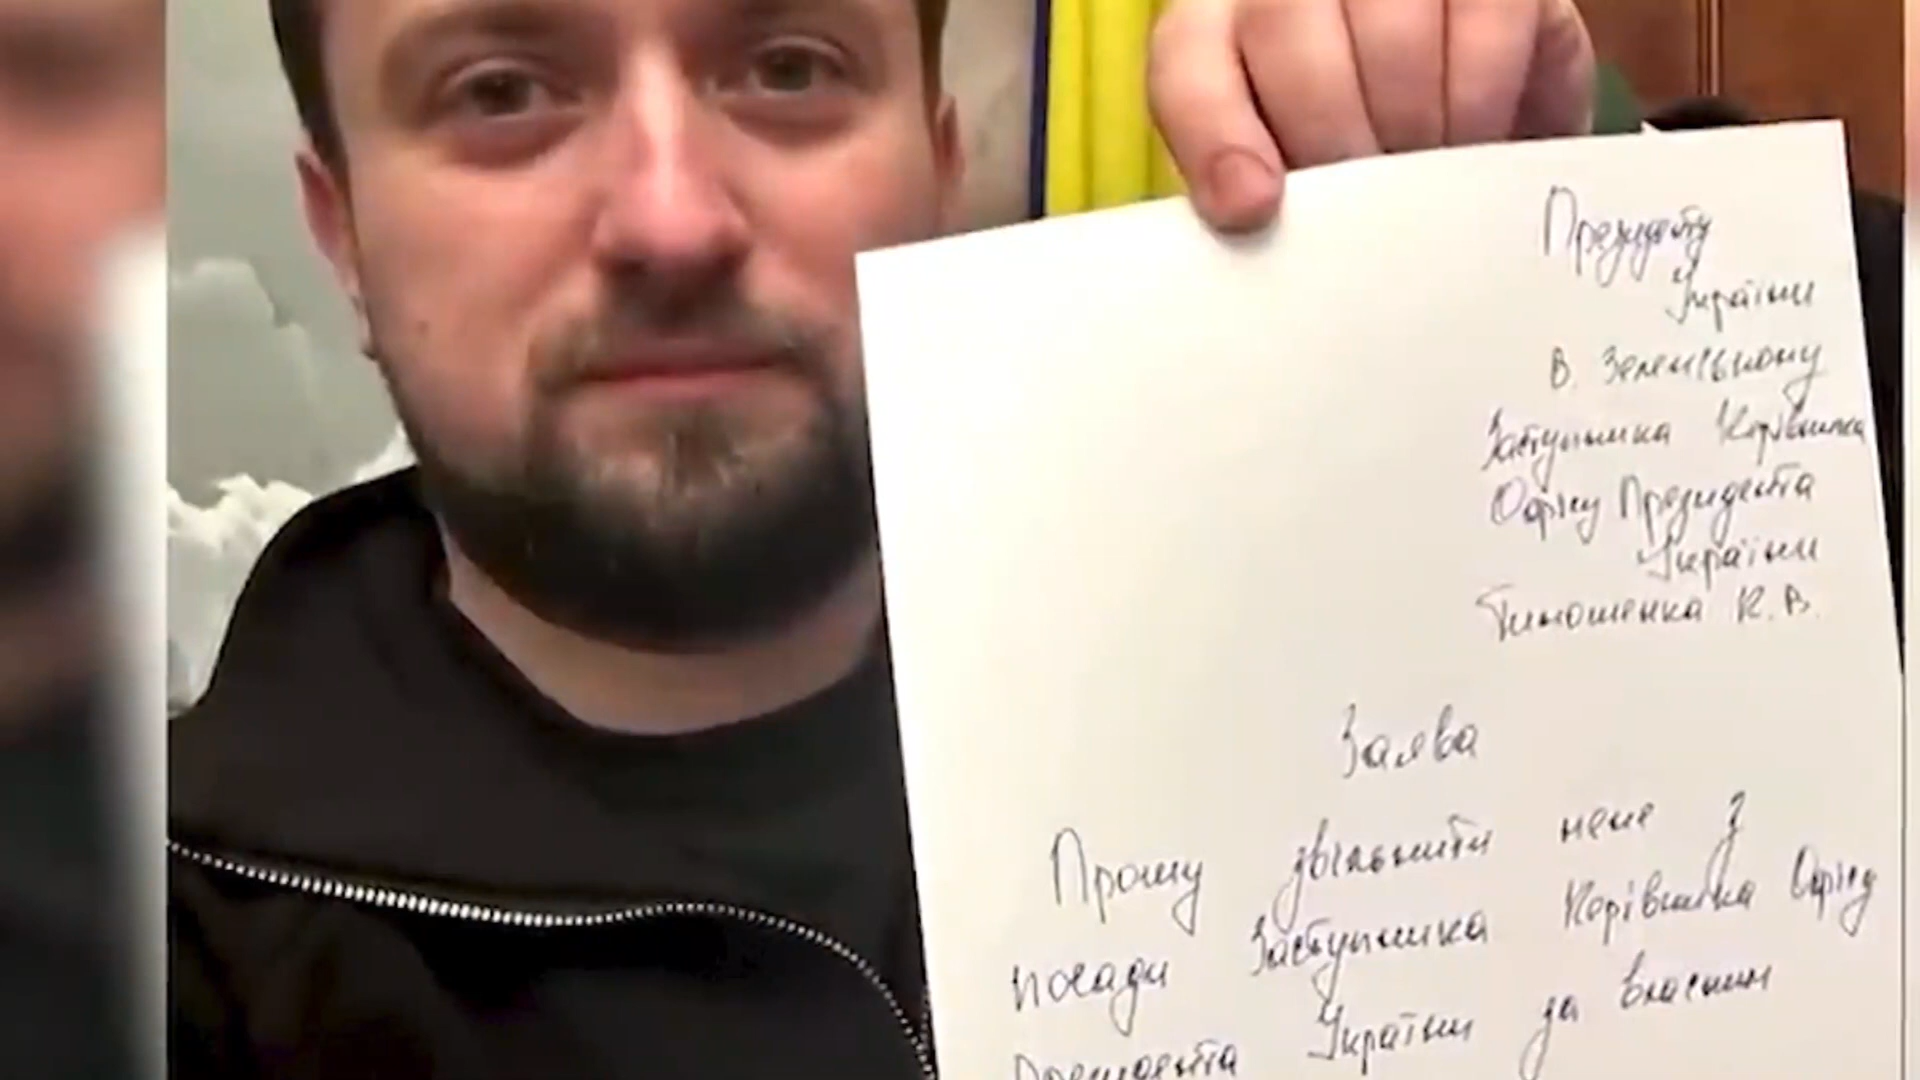 Президенту
України
В. Зеленському
Заступника Керівника
Офісу Президента
України
Тимошенка К.В.
Заява
Прошу звільнити мене з
посади Заступника Керівника Офісу
Президента України за власним